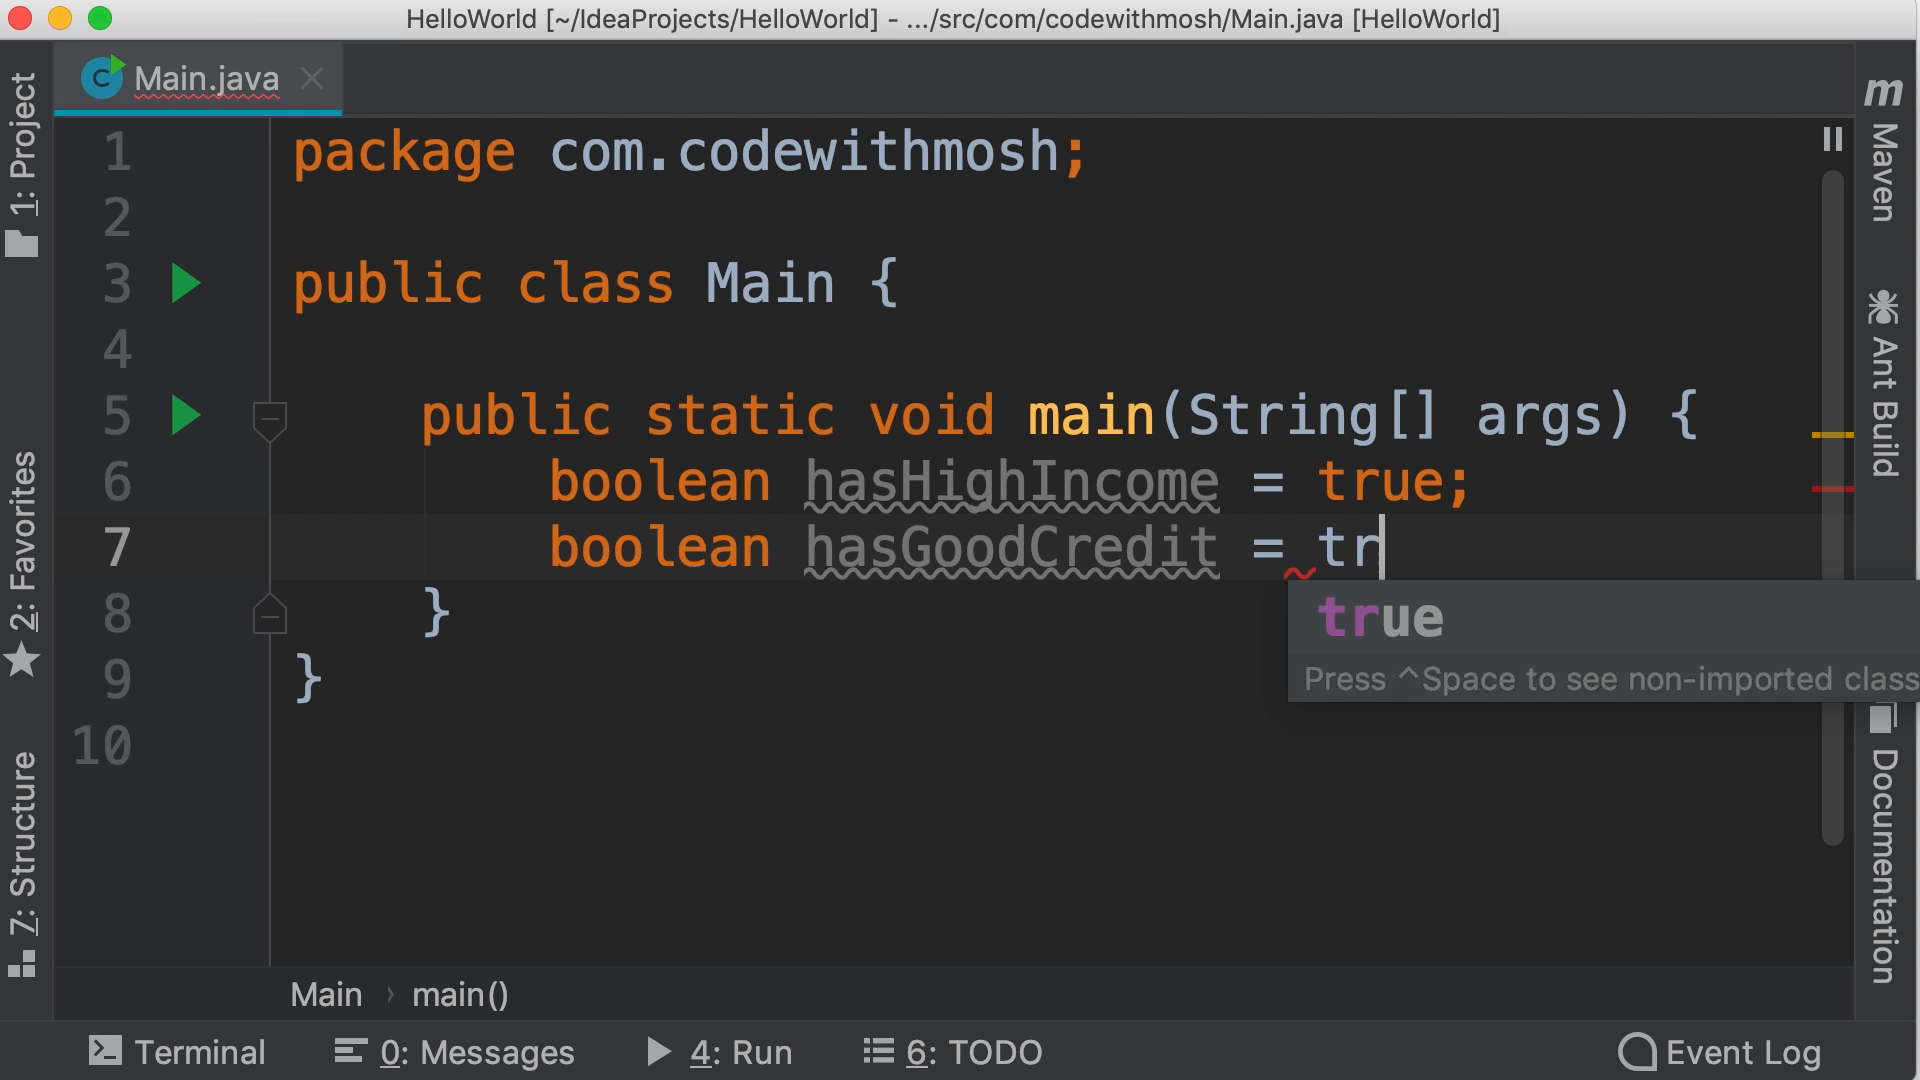 HelloWorld [~/IdeaProjects/HelloWorld] - .../src/com/codewithmosh/Main.java [HelloWorld]
C Main.java
1: Project
2: Favorites
7: Structure
1 package com.codewithmosh;
2
3 public class Main {
4
5 public static void main(String[] args) {
6 boolean hasHighIncome = true;
7 boolean hasGoodCredit = tr
true
Press ^Space to see non-imported class
8 }
9 }
10
m Maven
Ant Build
Documentation
Main › main()
Terminal 0: Messages 4: Run 6: TODO Event Log